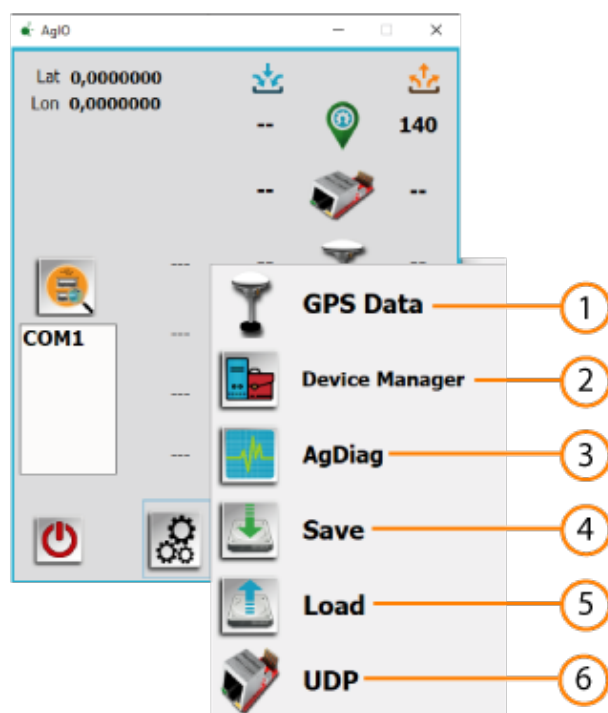 AgIO
Lat 0,0000000
Lon 0,0000000
-- 140
-- --
--- -- --
COM1
---
---
---
GPS Data 1
Device Manager 2
AgDiag 3
Save 4
Load 5
UDP 6